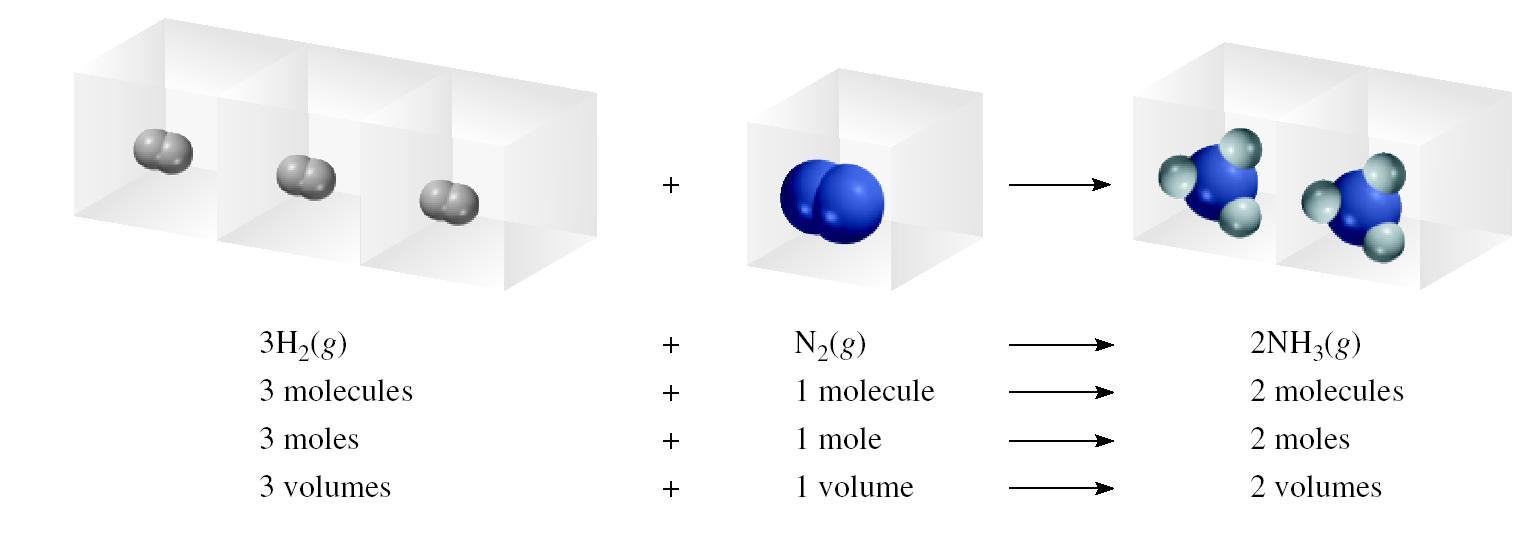 + ⟶
3H₂(g) + N₂(g) ⟶ 2NH₃(g)
3 molecules + 1 molecule ⟶ 2 molecules
3 moles + 1 mole ⟶ 2 moles
3 volumes + 1 volume ⟶ 2 volumes